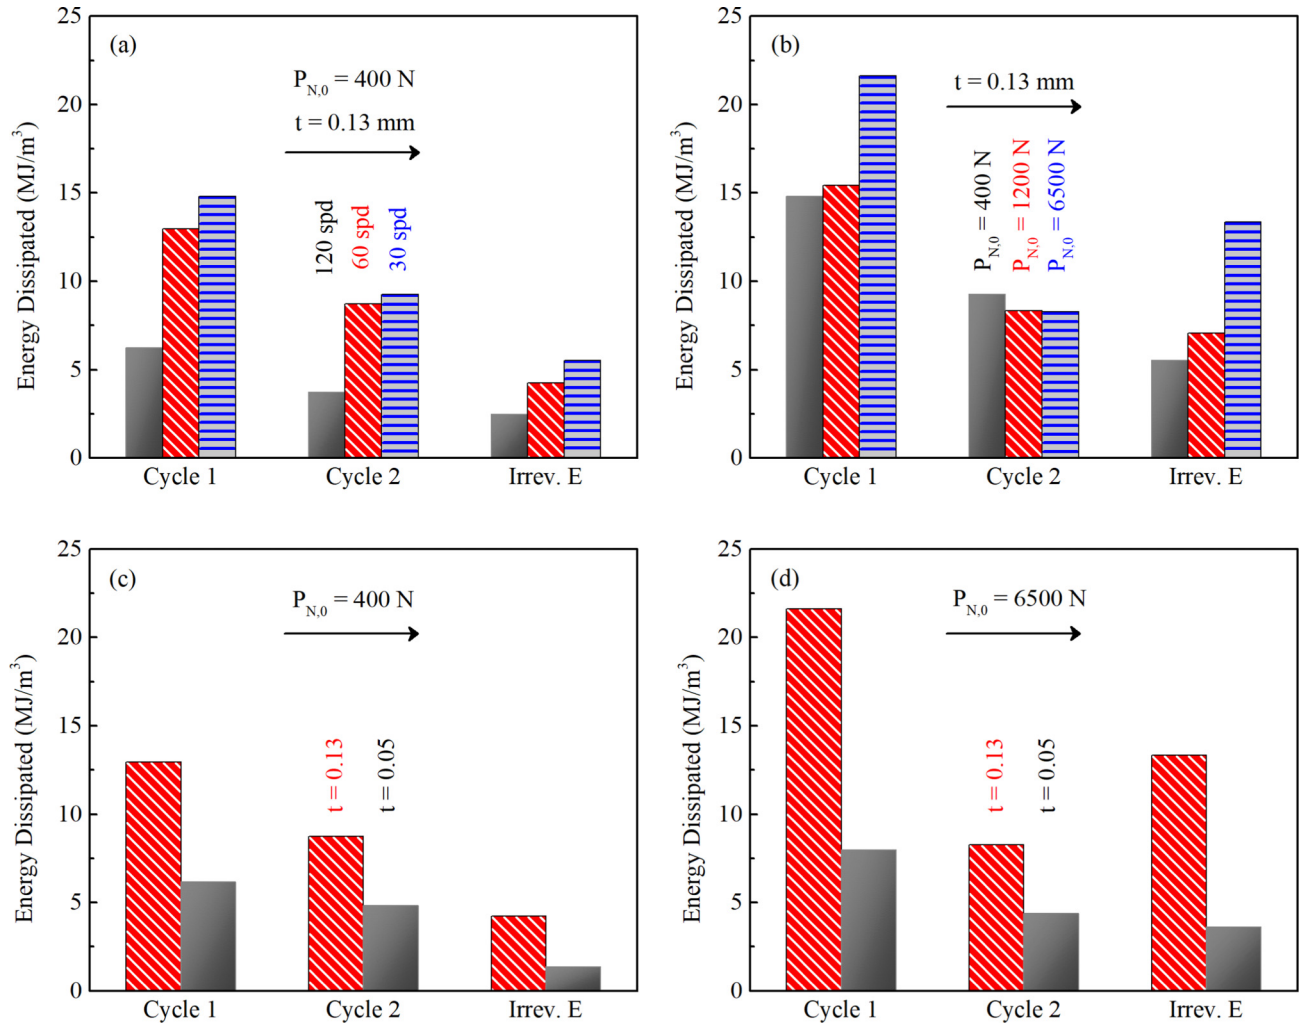 (a)
P_N,0 = 400 N
t = 0.13 mm
120 spd
60 spd
30 spd
Energy Dissipated (MJ/m³)
25
20
15
10
5
0
Cycle 1 Cycle 2 Irrev. E
(b)
t = 0.13 mm
P_N,0 = 400 N
P_N,0 = 1200 N
P_N,0 = 6500 N
Energy Dissipated (MJ/m³)
25
20
15
10
5
0
Cycle 1 Cycle 2 Irrev. E
(c)
P_N,0 = 400 N
t = 0.13
t = 0.05
Energy Dissipated (MJ/m³)
25
20
15
10
5
0
Cycle 1 Cycle 2 Irrev. E
(d)
P_N,0 = 6500 N
t = 0.13
t = 0.05
Energy Dissipated (MJ/m³)
25
20
15
10
5
0
Cycle 1 Cycle 2 Irrev. E